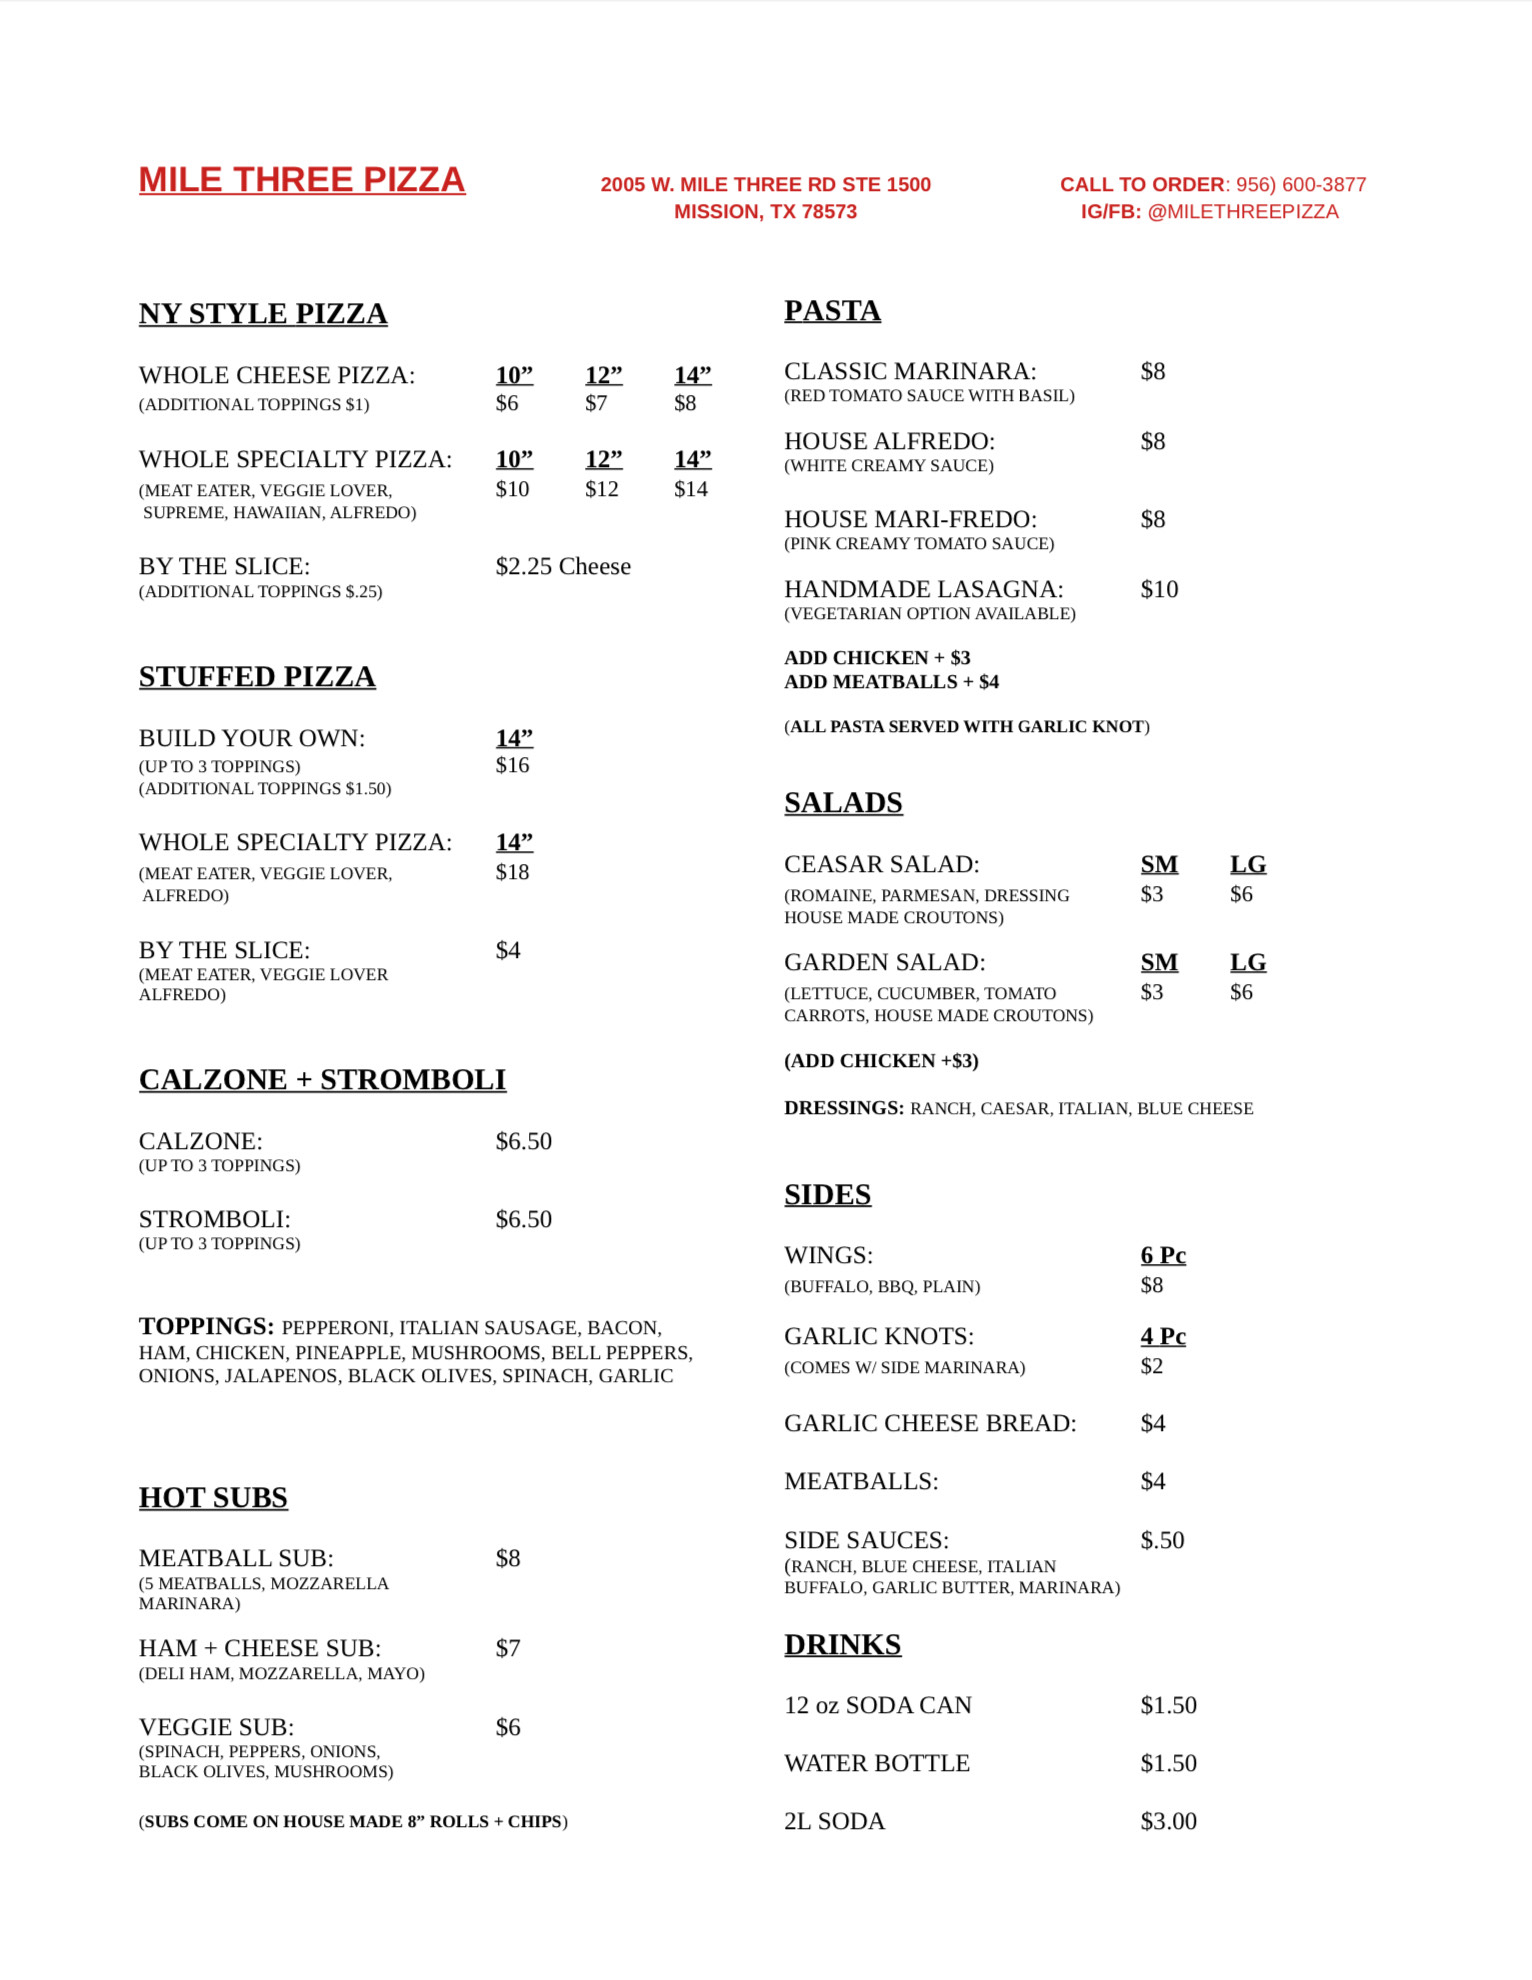 MILE THREE PIZZA
2005 W. MILE THREE RD STE 1500
MISSION, TX 78573
CALL TO ORDER: 956) 600-3877
IG/FB: @MILETHREEPIZZA
NY STYLE PIZZA
WHOLE CHEESE PIZZA: 10” 12” 14”
(ADDITIONAL TOPPINGS $1) $6 $7 $8
WHOLE SPECIALTY PIZZA: 10” 12” 14”
(MEAT EATER, VEGGIE LOVER, $10 $12 $14
SUPREME, HAWAIIAN, ALFREDO)
BY THE SLICE: $2.25 Cheese
(ADDITIONAL TOPPINGS $.25)
STUFFED PIZZA
BUILD YOUR OWN: 14”
(UP TO 3 TOPPINGS) $16
(ADDITIONAL TOPPINGS $1.50)
WHOLE SPECIALTY PIZZA: 14”
(MEAT EATER, VEGGIE LOVER, $18
ALFREDO)
BY THE SLICE: $4
(MEAT EATER, VEGGIE LOVER
ALFREDO)
CALZONE + STROMBOLI
CALZONE: $6.50
(UP TO 3 TOPPINGS)
STROMBOLI: $6.50
(UP TO 3 TOPPINGS)
TOPPINGS: PEPPERONI, ITALIAN SAUSAGE, BACON,
HAM, CHICKEN, PINEAPPLE, MUSHROOMS, BELL PEPPERS,
ONIONS, JALAPENOS, BLACK OLIVES, SPINACH, GARLIC
HOT SUBS
MEATBALL SUB: $8
(5 MEATBALLS, MOZZARELLA
MARINARA)
HAM + CHEESE SUB: $7
(DELI HAM, MOZZARELLA, MAYO)
VEGGIE SUB: $6
(SPINACH, PEPPERS, ONIONS,
BLACK OLIVES, MUSHROOMS)
(SUBS COME ON HOUSE MADE 8” ROLLS + CHIPS)
PASTA
CLASSIC MARINARA: $8
(RED TOMATO SAUCE WITH BASIL)
HOUSE ALFREDO: $8
(WHITE CREAMY SAUCE)
HOUSE MARI-FREDO: $8
(PINK CREAMY TOMATO SAUCE)
HANDMADE LASAGNA: $10
(VEGETARIAN OPTION AVAILABLE)
ADD CHICKEN + $3
ADD MEATBALLS + $4
(ALL PASTA SERVED WITH GARLIC KNOT)
SALADS
CEASAR SALAD: SM LG
(ROMAINE, PARMESAN, DRESSING $3 $6
HOUSE MADE CROUTONS)
GARDEN SALAD: SM LG
(LETTUCE, CUCUMBER, TOMATO $3 $6
CARROTS, HOUSE MADE CROUTONS)
(ADD CHICKEN +$3)
DRESSINGS: RANCH, CAESAR, ITALIAN, BLUE CHEESE
SIDES
WINGS: 6 Pc
(BUFFALO, BBQ, PLAIN) $8
GARLIC KNOTS: 4 Pc
(COMES W/ SIDE MARINARA) $2
GARLIC CHEESE BREAD: $4
MEATBALLS: $4
SIDE SAUCES: $.50
(RANCH, BLUE CHEESE, ITALIAN
BUFFALO, GARLIC BUTTER, MARINARA)
DRINKS
12 oz SODA CAN $1.50
WATER BOTTLE $1.50
2L SODA $3.00